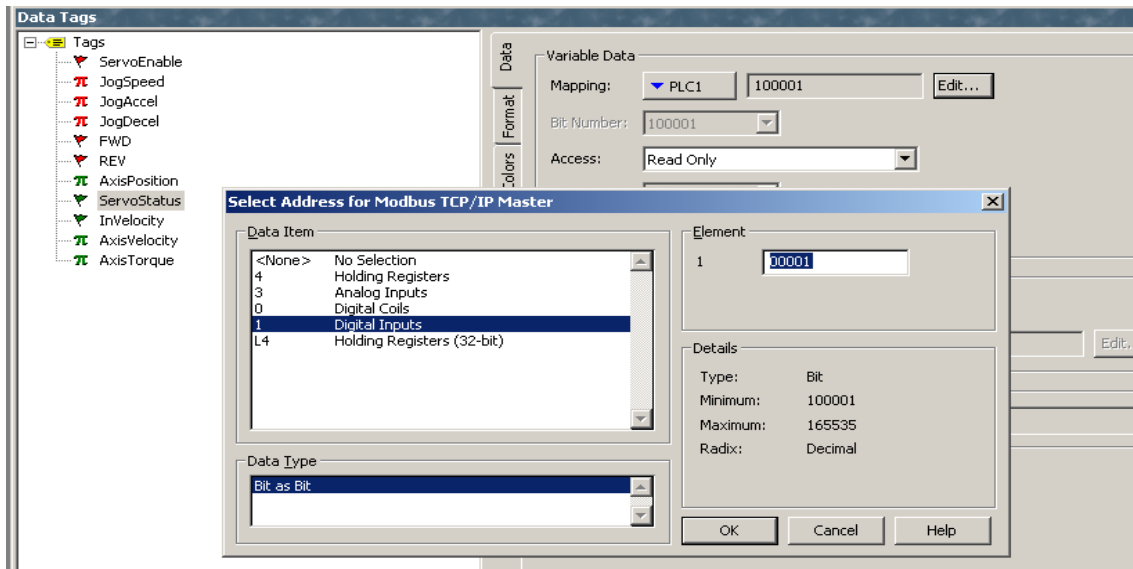 Data Tags
Tags
ServoEnable
JogSpeed
JogAccel
JogDecel
FWD
REV
AxisPosition
ServoStatus
InVelocity
AxisVelocity
AxisTorque
Data
Format
Colors
Variable Data
Mapping: PLC1 100001 Edit...
Bit Number: 100001
Access: Read Only
Edit.
Select Address for Modbus TCP/IP Master
Data Item
<None> No Selection
4 Holding Registers
3 Analog Inputs
0 Digital Coils
1 Digital Inputs
L4 Holding Registers (32-bit)
Data Type
Bit as Bit
Element
1 00001
Details
Type: Bit
Minimum: 100001
Maximum: 165535
Radix: Decimal
OK Cancel Help